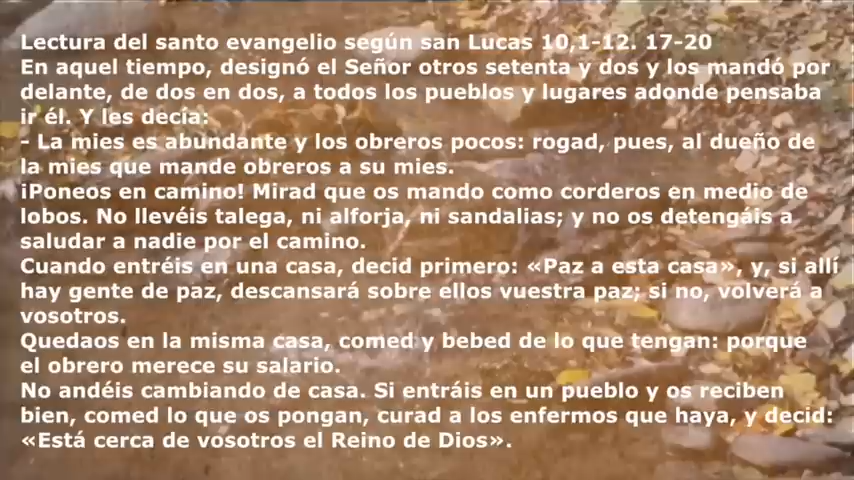 Lectura del santo evangelio según san Lucas 10,1-12. 17-20
En aquel tiempo, designó el Señor otros setenta y dos y los mandó por
delante, de dos en dos, a todos los pueblos y lugares adonde pensaba
ir él. Y les decía:
- La mies es abundante y los obreros pocos: rogad, pues, al dueño de
la mies que mande obreros a su mies.
¡Poneos en camino! Mirad que os mando como corderos en medio de
lobos. No llevéis talega, ni alforja, ni sandalias; y no os detengáis a
saludar a nadie por el camino.
Cuando entréis en una casa, decid primero: «Paz a esta casa», y, si allí
hay gente de paz, descansará sobre ellos vuestra paz; si no, volverá a
vosotros.
Quedaos en la misma casa, comed y bebed de lo que tengan: porque
el obrero merece su salario.
No andéis cambiando de casa. Si entráis en un pueblo y os reciben
bien, comed lo que os pongan, curad a los enfermos que haya, y decid:
«Está cerca de vosotros el Reino de Dios».